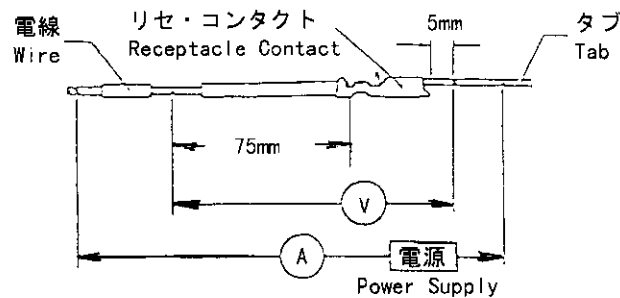 電線
Wire
リセ・コンタクト
Receptacle Contact
5mm
タブ
Tab
75mm
V
A
電源
Power Supply